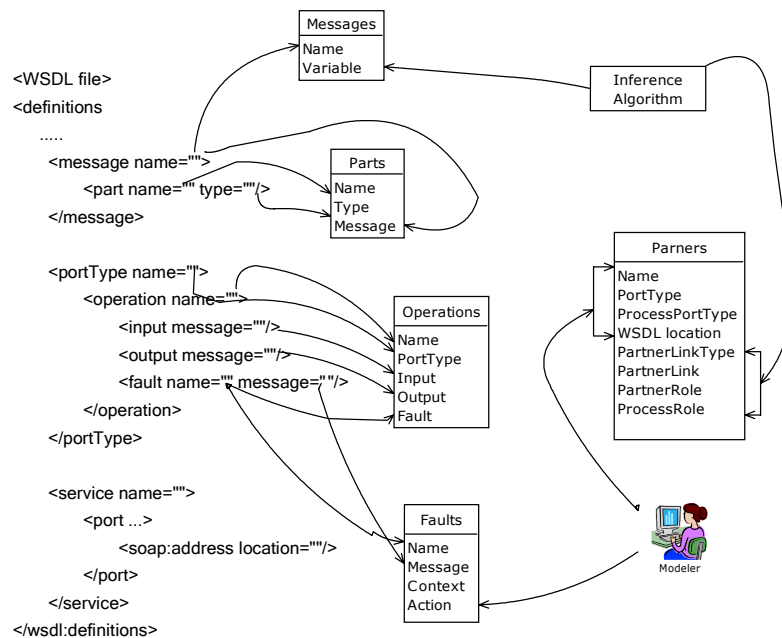 <WSDL file>
<definitions
.....
<message name="">
<part name="" type=""/>
</message>
<portType name="">
<operation name="">
<input message=""/>
<output message=""/>
<fault name="" message=""/>
</operation>
</portType>
<service name="">
<port ...>
<soap:address location=""/>
</port>
</service>
</wsdl:definitions>
Messages
Name
Variable
Inference
Algorithm
Parts
Name
Type
Message
Operations
Name
PortType
Input
Output
Fault
Parners
Name
PortType
ProcessPortType
WSDL location
PartnerLinkType
PartnerLink
PartnerRole
ProcessRole
Faults
Name
Message
Context
Action
Modeler